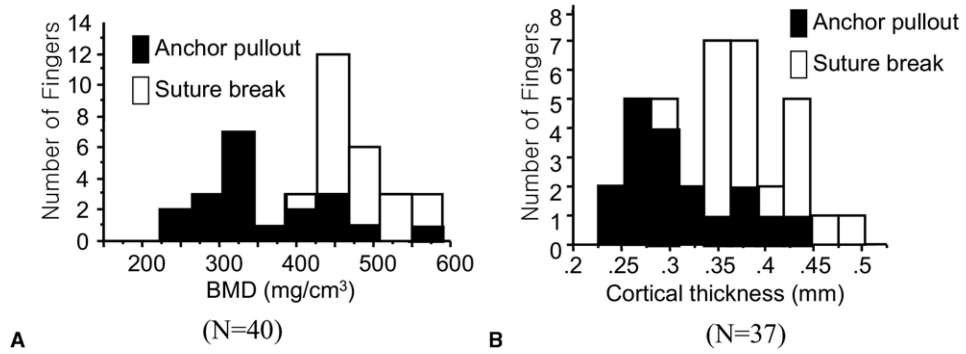 Number of Fingers
14
12
10
8
6
4
2
0
Anchor pullout
Suture break
200
300
400
500
600
BMD (mg/cm³)
(N=40)
A
Number of Fingers
8
7
6
5
4
3
2
1
0
Anchor pullout
Suture break
.2
.25
.3
.35
.4
.45
.5
Cortical thickness (mm)
(N=37)
B